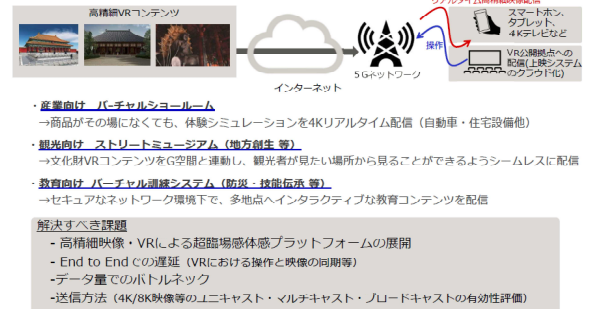 リアルタイム高精細映像配信
高精細VRコンテンツ
スマートホン、
タブレット、
4Kテレビなど
操作
VR公開拠点への
配信(上映システム
のクラウド化)
5Gネットワーク
インターネット
・産業向け バーチャルショールーム
→商品がその場になくても、体験シミュレーションを4Kリアルタイム配信（自動車・住宅設備他）
・観光向け ストリートミュージアム（地方創生 等）
→文化財VRコンテンツをG空間と連動し、観光者が見たい場所から見ることができるようシームレスに配信
・教育向け バーチャル訓練システム（防災・技能伝承 等）
→セキュアなネットワーク環境下で、多地点へインタラクティブな教育コンテンツを配信
解決すべき課題
- 高精細映像・VRによる超臨場感体感プラットフォームの展開
- End to Endでの遅延（VRにおける操作と映像の同期等）
-データ量でのボトルネック
-送信方法（4K/8K映像等のユニキャスト・マルチキャスト・ブロードキャストの有効性評価）